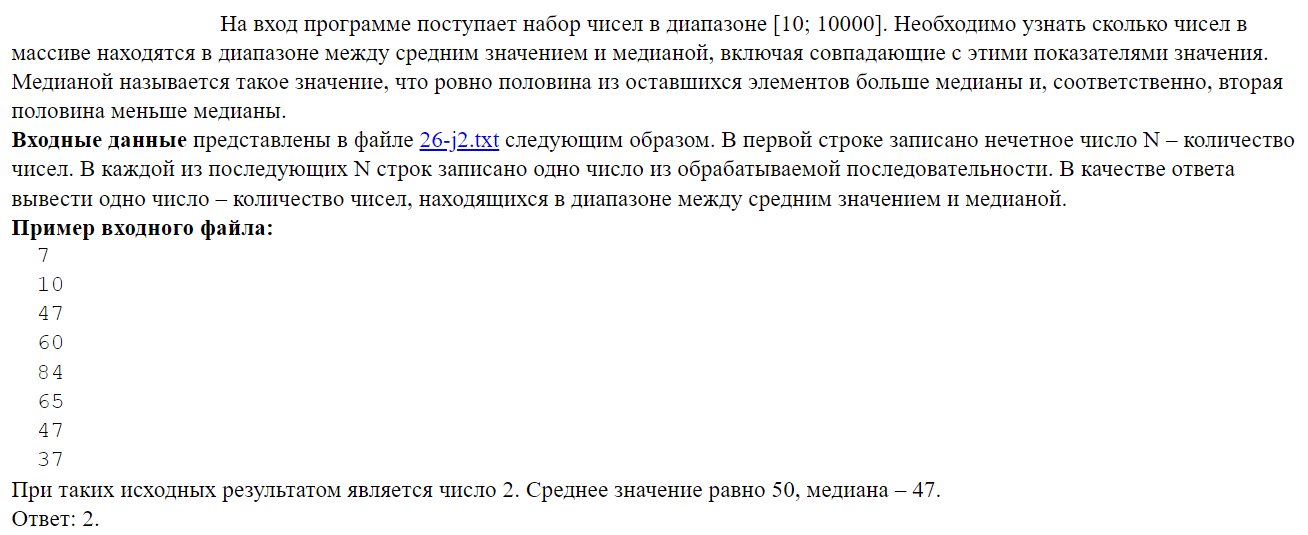 На вход программе поступает набор чисел в диапазоне [10; 10000]. Необходимо узнать сколько чисел в
массиве находятся в диапазоне между средним значением и медианой, включая совпадающие с этими показателями значения.
Медианой называется такое значение, что ровно половина из оставшихся элементов больше медианы и, соответственно, вторая
половина меньше медианы.
Входные данные представлены в файле 26-j2.txt следующим образом. В первой строке записано нечетное число N – количество
чисел. В каждой из последующих N строк записано одно число из обрабатываемой последовательности. В качестве ответа
вывести одно число – количество чисел, находящихся в диапазоне между средним значением и медианой.
Пример входного файла:
7
10
47
60
84
65
47
37
При таких исходных результатом является число 2. Среднее значение равно 50, медиана – 47.
Ответ: 2.